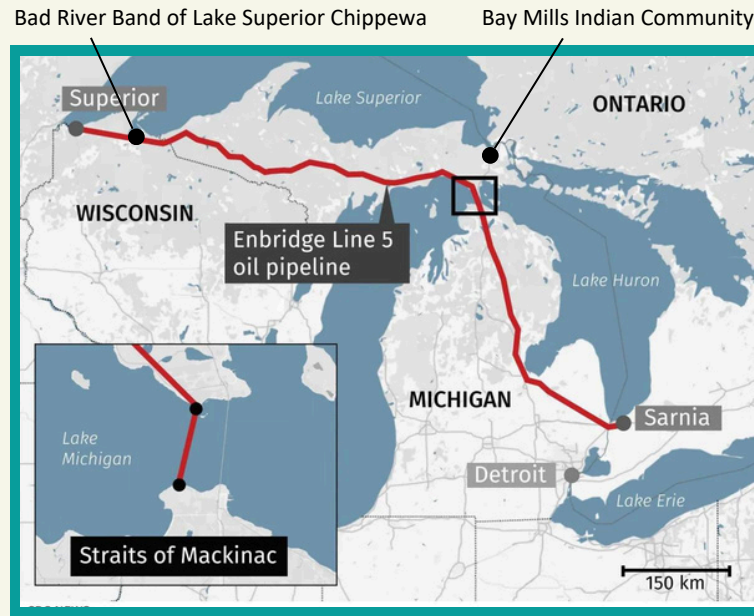 Bad River Band of Lake Superior Chippewa
Bay Mills Indian Community
Superior
Lake Superior
ONTARIO
WISCONSIN
Enbridge Line 5
oil pipeline
Lake Huron
MICHIGAN
Sarnia
Detroit
Lake Erie
Lake
Michigan
Straits of Mackinac
150 km